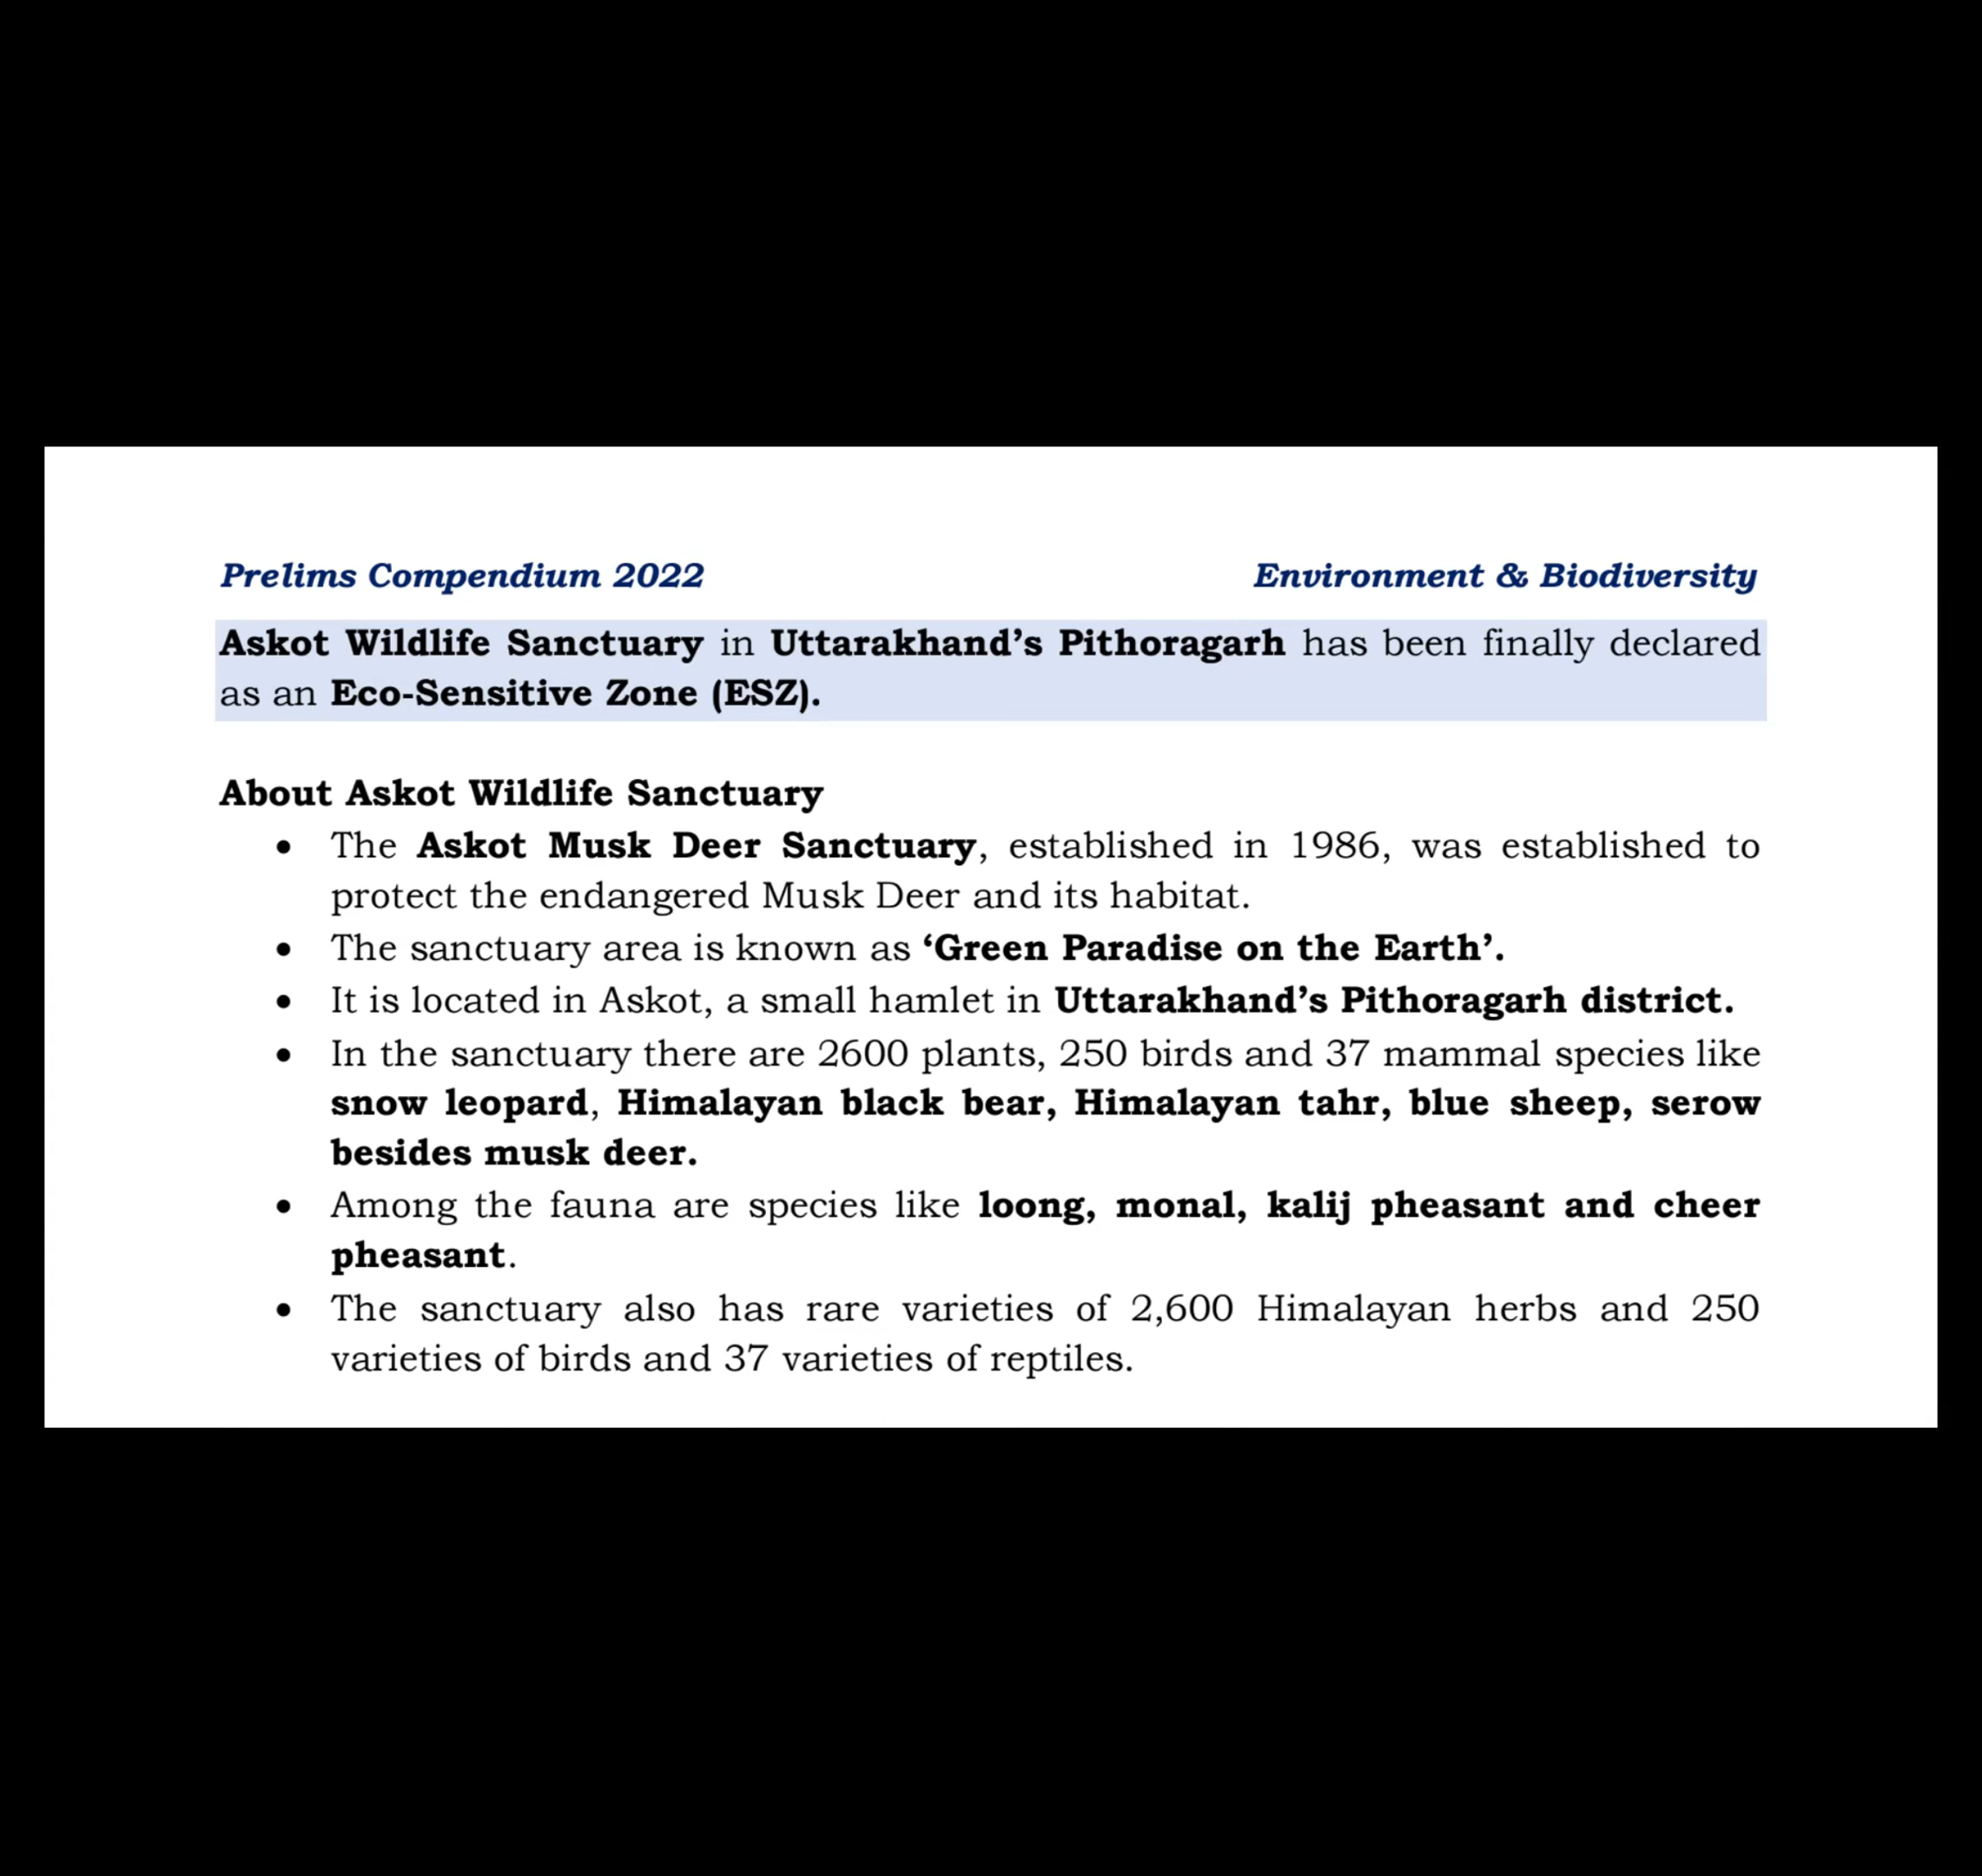 Prelims Compendium 2022 Environment & Biodiversity
Askot Wildlife Sanctuary in Uttarakhand’s Pithoragarh has been finally declared
as an Eco-Sensitive Zone (ESZ).
About Askot Wildlife Sanctuary
• The Askot Musk Deer Sanctuary, established in 1986, was established to
protect the endangered Musk Deer and its habitat.
• The sanctuary area is known as ‘Green Paradise on the Earth’.
• It is located in Askot, a small hamlet in Uttarakhand’s Pithoragarh district.
• In the sanctuary there are 2600 plants, 250 birds and 37 mammal species like
snow leopard, Himalayan black bear, Himalayan tahr, blue sheep, serow
besides musk deer.
• Among the fauna are species like loong, monal, kalij pheasant and cheer
pheasant.
• The sanctuary also has rare varieties of 2,600 Himalayan herbs and 250
varieties of birds and 37 varieties of reptiles.